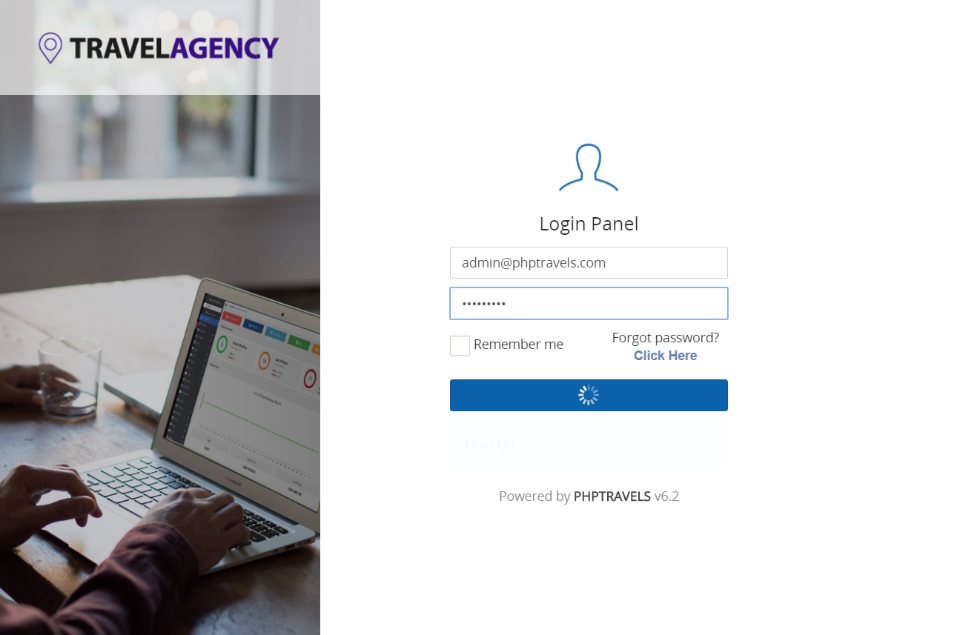 TRAVELAGENCY
Login Panel
admin@phptravels.com
•••••••••
Remember me
Forgot password?
Click Here
Hold On..
Powered by PHPTRAVELS v6.2